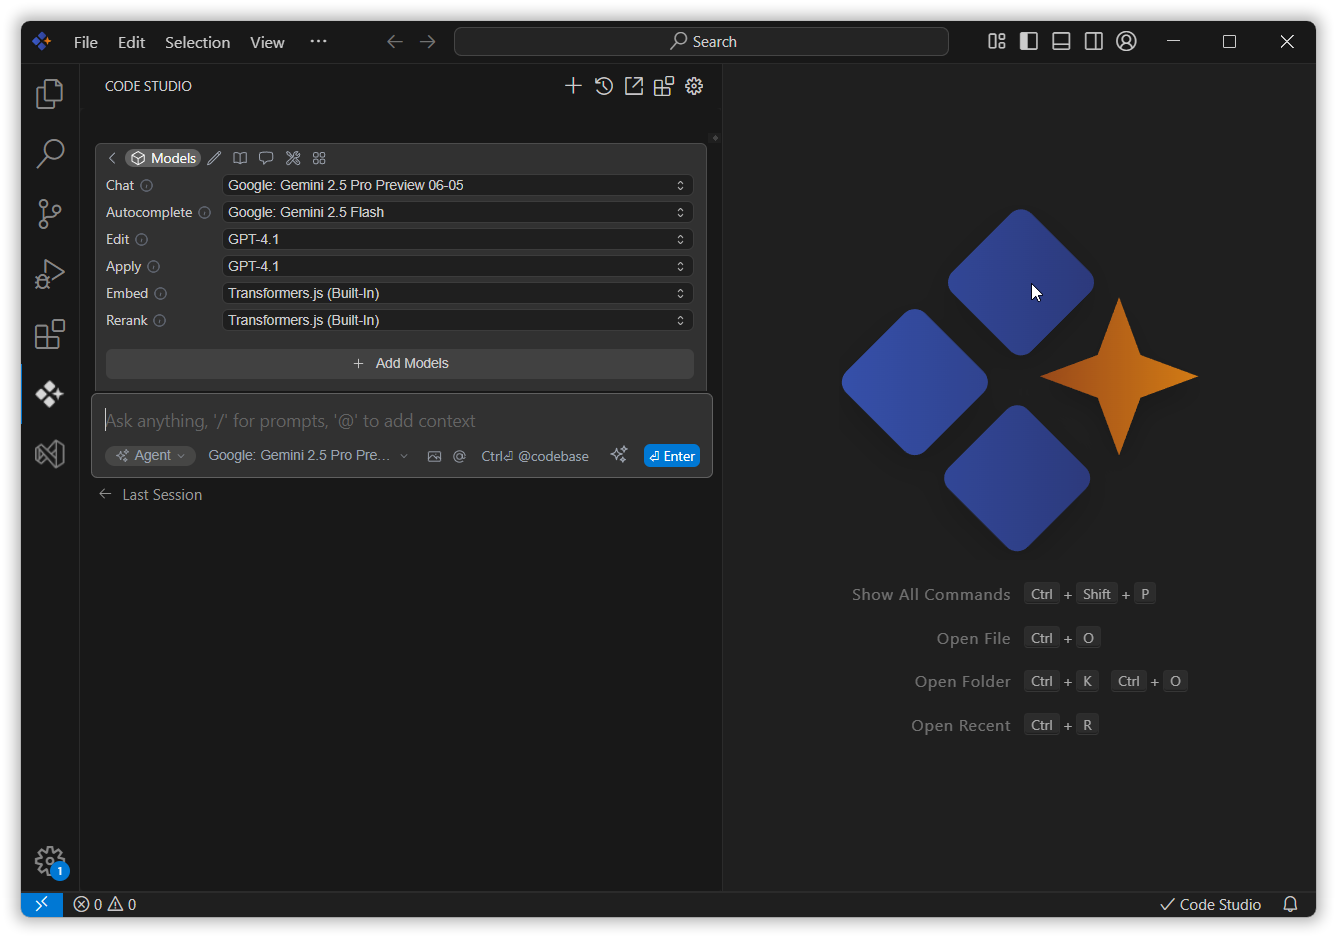 File Edit Selection View ··· Search
CODE STUDIO
Models
Chat Google: Gemini 2.5 Pro Preview 06-05
Autocomplete Google: Gemini 2.5 Flash
Edit GPT-4.1
Apply GPT-4.1
Embed Transformers.js (Built-In)
Rerank Transformers.js (Built-In)
+ Add Models
Ask anything, '/' for prompts, '@' to add context
Agent Google: Gemini 2.5 Pro Pre... @ Ctrl⏎ @codebase ⏎ Enter
← Last Session
Show All Commands Ctrl + Shift + P
Open File Ctrl + O
Open Folder Ctrl + K Ctrl + O
Open Recent Ctrl + R
1
0 0 Code Studio